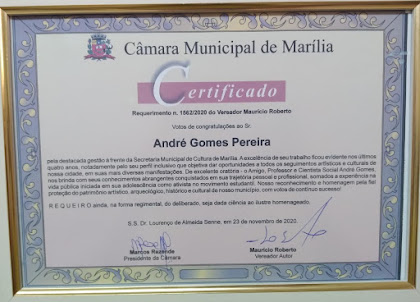 Câmara Municipal de Marília
Certificado
Requerimento n. 1662/2020 do Vereador Mauricio Roberto
Votos de congratulações ao Sr.
André Gomes Pereira
pela destacada gestão à frente da Secretaria Municipal de Cultura de Marília. A excelência de seu trabalho ficou evidente nos últimos
quatro anos, notadamente pelo seu perfil inclusivo que objetiva dar oportunidades a todos os seguimentos artísticos e culturais de
nossa cidade, em suas mais diversas manifestações. De excelente oratória - o Amigo, Professor e Cientista Social André Gomes,
nos brinda com seus conhecimentos abrangentes conquistados em sua trajetória pessoal e profissional, somados a experiência na
vida pública iniciada em sua adolescência como ativista no movimento estudantil. Nosso reconhecimento e homenagem pela fiel
proteção do patrimônio artístico, arqueológico, histórico e cultural de nosso município, com votos de contínuo sucesso!
R E Q U E I R O ainda, na forma regimental, do deliberado, seja dada ciência ao ilustre homenageado.
S.S. Dr. Lourenço de Almeida Senne, em 23 de novembro de 2020.
Marcos Rezende
Presidente da Câmara
Mauricio Roberto
Vereador Autor